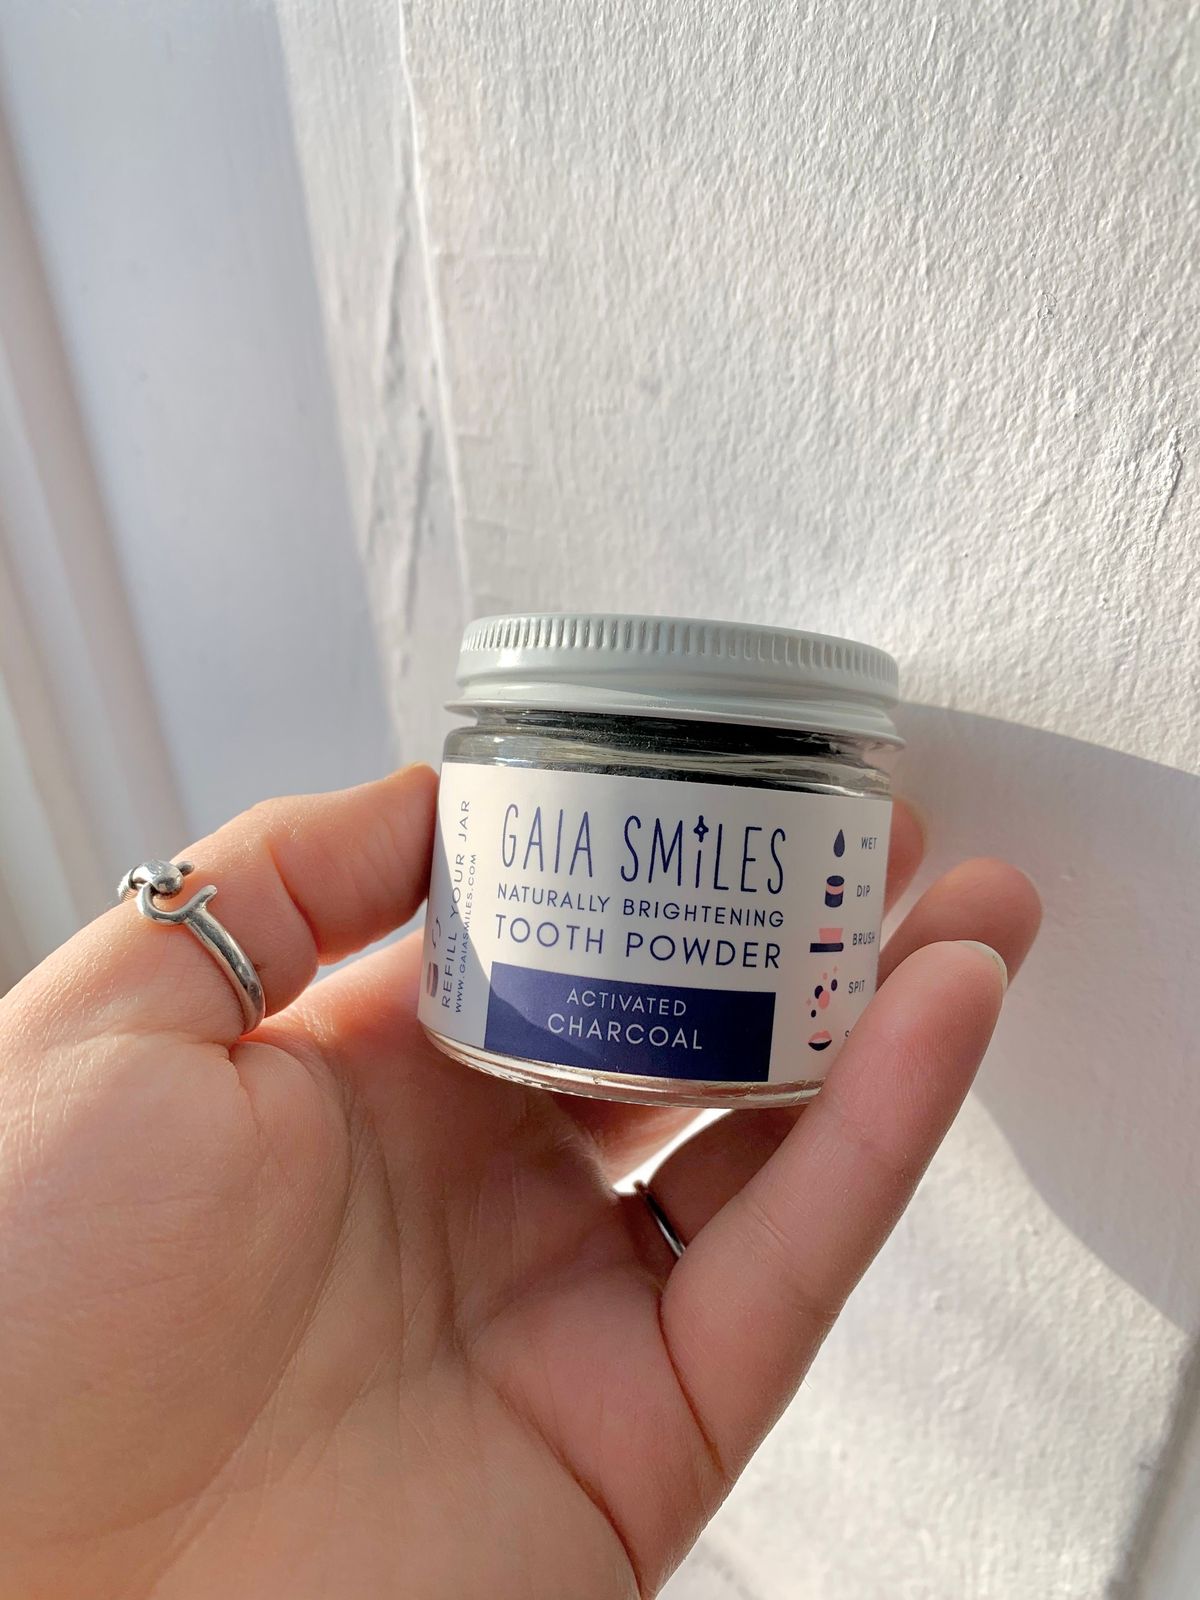 GAIA SMiLES
NATURALLY BRIGHTENING
TOOTH POWDER
ACTIVATED
CHARCOAL
REFILL YOUR JAR
WWW.GAIASMILES.COM
WET
DIP
BRUSH
SPIT